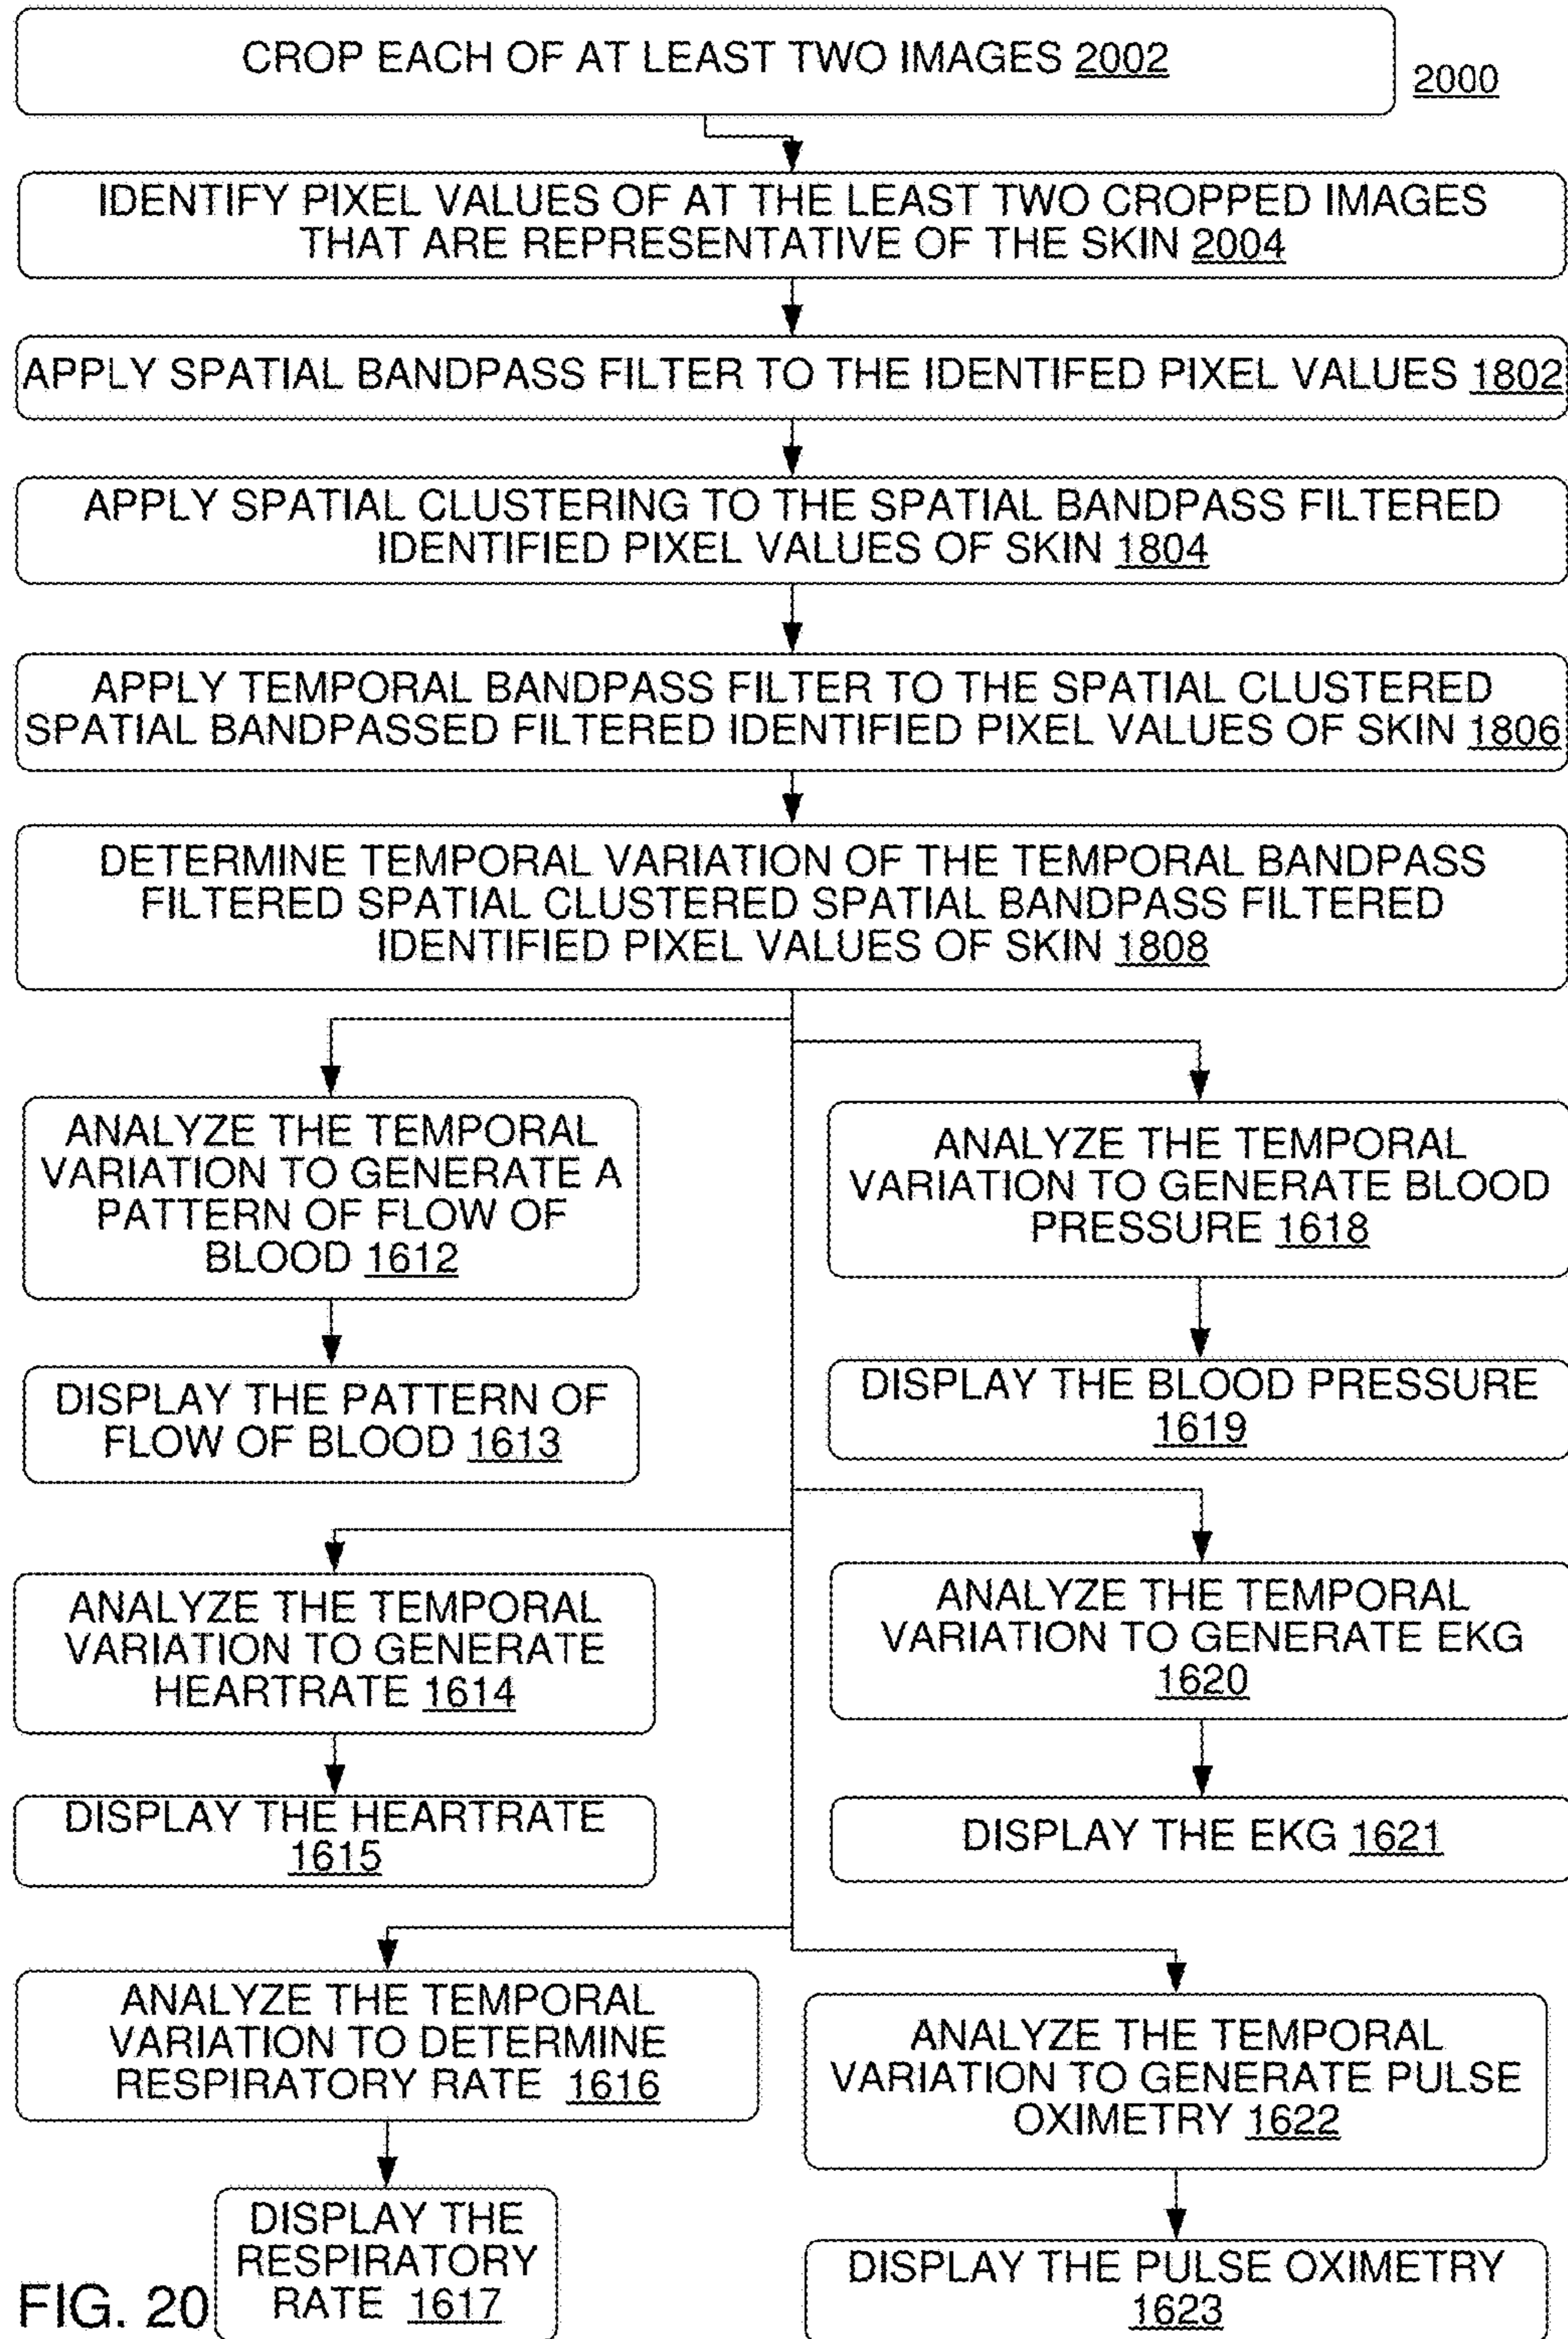 CROP EACH OF AT LEAST TWO IMAGES 2002
2000
IDENTIFY PIXEL VALUES OF AT THE LEAST TWO CROPPED IMAGES
THAT ARE REPRESENTATIVE OF THE SKIN 2004
APPLY SPATIAL BANDPASS FILTER TO THE IDENTIFED PIXEL VALUES 1802
APPLY SPATIAL CLUSTERING TO THE SPATIAL BANDPASS FILTERED
IDENTIFIED PIXEL VALUES OF SKIN 1804
APPLY TEMPORAL BANDPASS FILTER TO THE SPATIAL CLUSTERED
SPATIAL BANDPASSED FILTERED IDENTIFIED PIXEL VALUES OF SKIN 1806
DETERMINE TEMPORAL VARIATION OF THE TEMPORAL BANDPASS
FILTERED SPATIAL CLUSTERED SPATIAL BANDPASS FILTERED
IDENTIFIED PIXEL VALUES OF SKIN 1808
ANALYZE THE TEMPORAL
VARIATION TO GENERATE A
PATTERN OF FLOW OF
BLOOD 1612
ANALYZE THE TEMPORAL
VARIATION TO GENERATE BLOOD
PRESSURE 1618
DISPLAY THE PATTERN OF
FLOW OF BLOOD 1613
DISPLAY THE BLOOD PRESSURE
1619
ANALYZE THE TEMPORAL
VARIATION TO GENERATE
HEARTRATE 1614
ANALYZE THE TEMPORAL
VARIATION TO GENERATE EKG
1620
DISPLAY THE HEARTRATE
1615
DISPLAY THE EKG 1621
ANALYZE THE TEMPORAL
VARIATION TO DETERMINE
RESPIRATORY RATE 1616
ANALYZE THE TEMPORAL
VARIATION TO GENERATE PULSE
OXIMETRY 1622
DISPLAY THE
RESPIRATORY
RATE 1617
DISPLAY THE PULSE OXIMETRY
1623
FIG. 20